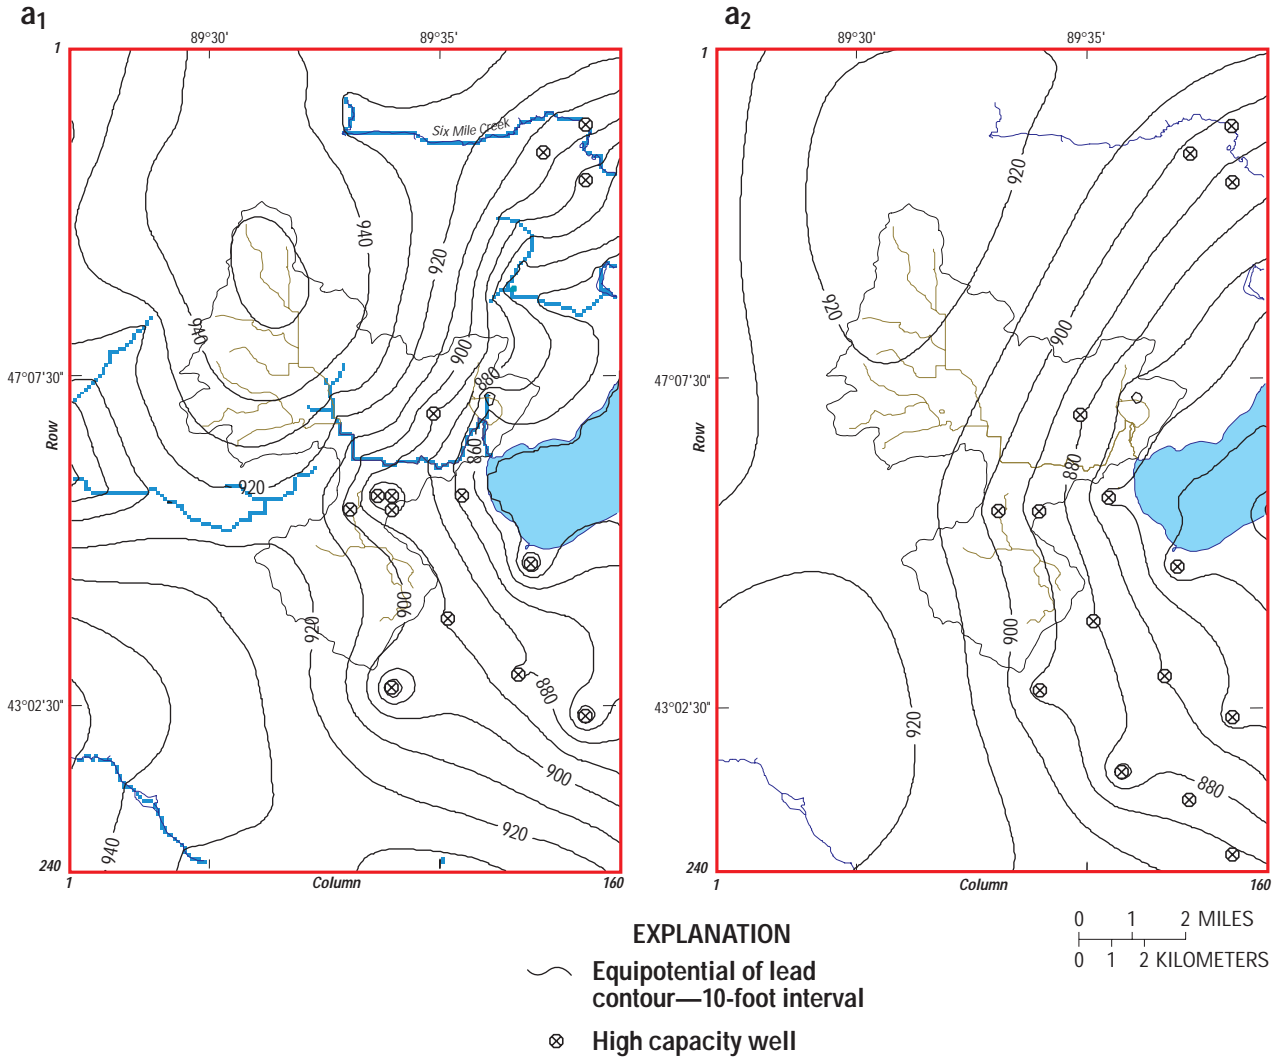 a1
a2
89°30'
89°35'
89°30'
89°35'
1
1
Six Mile Creek
940
920
920
940
920
900
900
880
47°07'30"
47°07'30"
Row
Row
860
880
920
900
920
900
43°02'30"
43°02'30"
880
920
900
880
920
940
240
240
1
Column
160
1
Column
160
EXPLANATION
Equipotential of lead
contour—10-foot interval
High capacity well
0 1 2 MILES
0 1 2 KILOMETERS